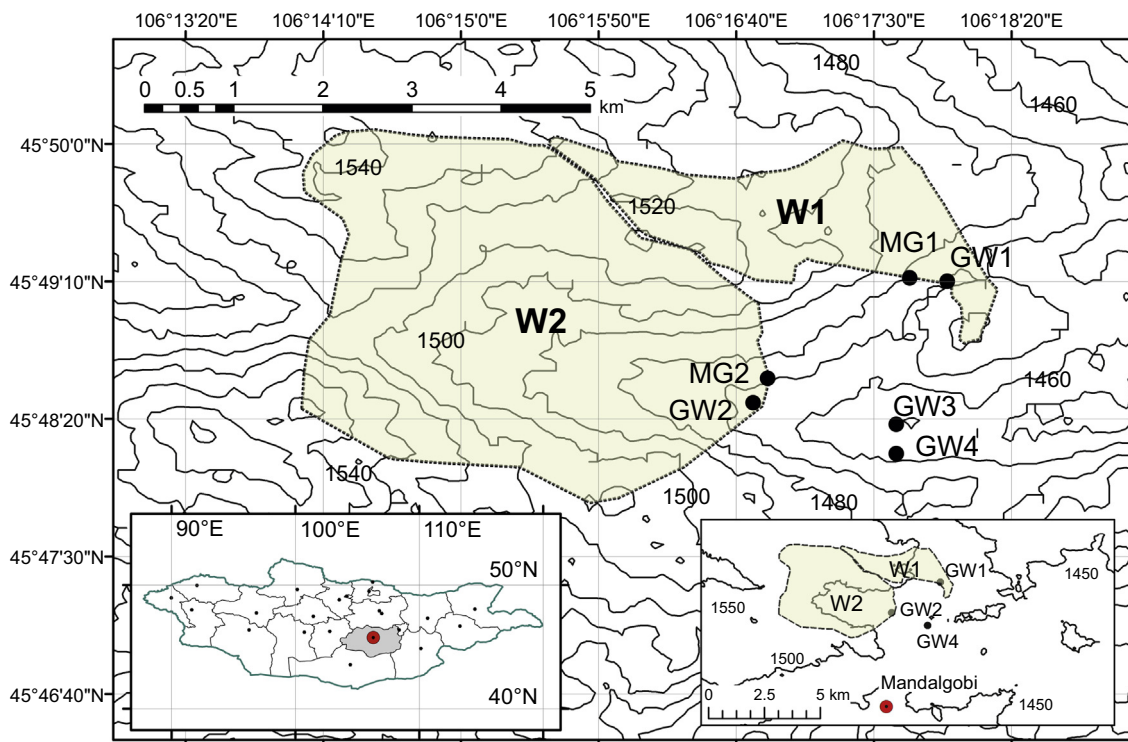 106°13'20"E 106°14'10"E 106°15'0"E 106°15'50"E 106°16'40"E 106°17'30"E 106°18'20"E
1480
0 0.5 1 2 3 4 5
km
1460
45°50'0"N
1540
1520
W1
MG1
GW1
45°49'10"N
W2
1500
MG2
1460
GW2
GW3
45°48'20"N
GW4
1540
1500
1480
90°E 100°E 110°E
45°47'30"N
50°N
W1
GW1
1450
W2
1550
GW2
GW4
1500
Mandalgobi
45°46'40"N
40°N
0 2.5 5 km
1450